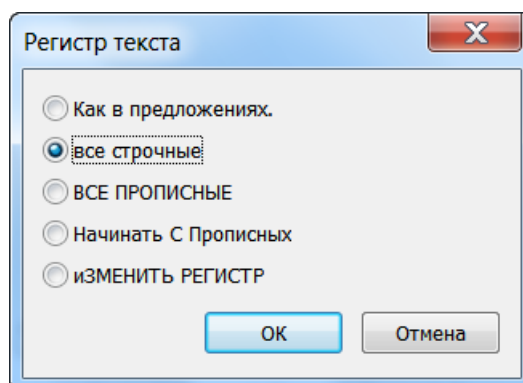 Регистр текста
Как в предложениях.
все строчные
ВСЕ ПРОПИСНЫЕ
Начинать С Прописных
иЗМЕНИТЬ РЕГИСТР
ОК
Отмена